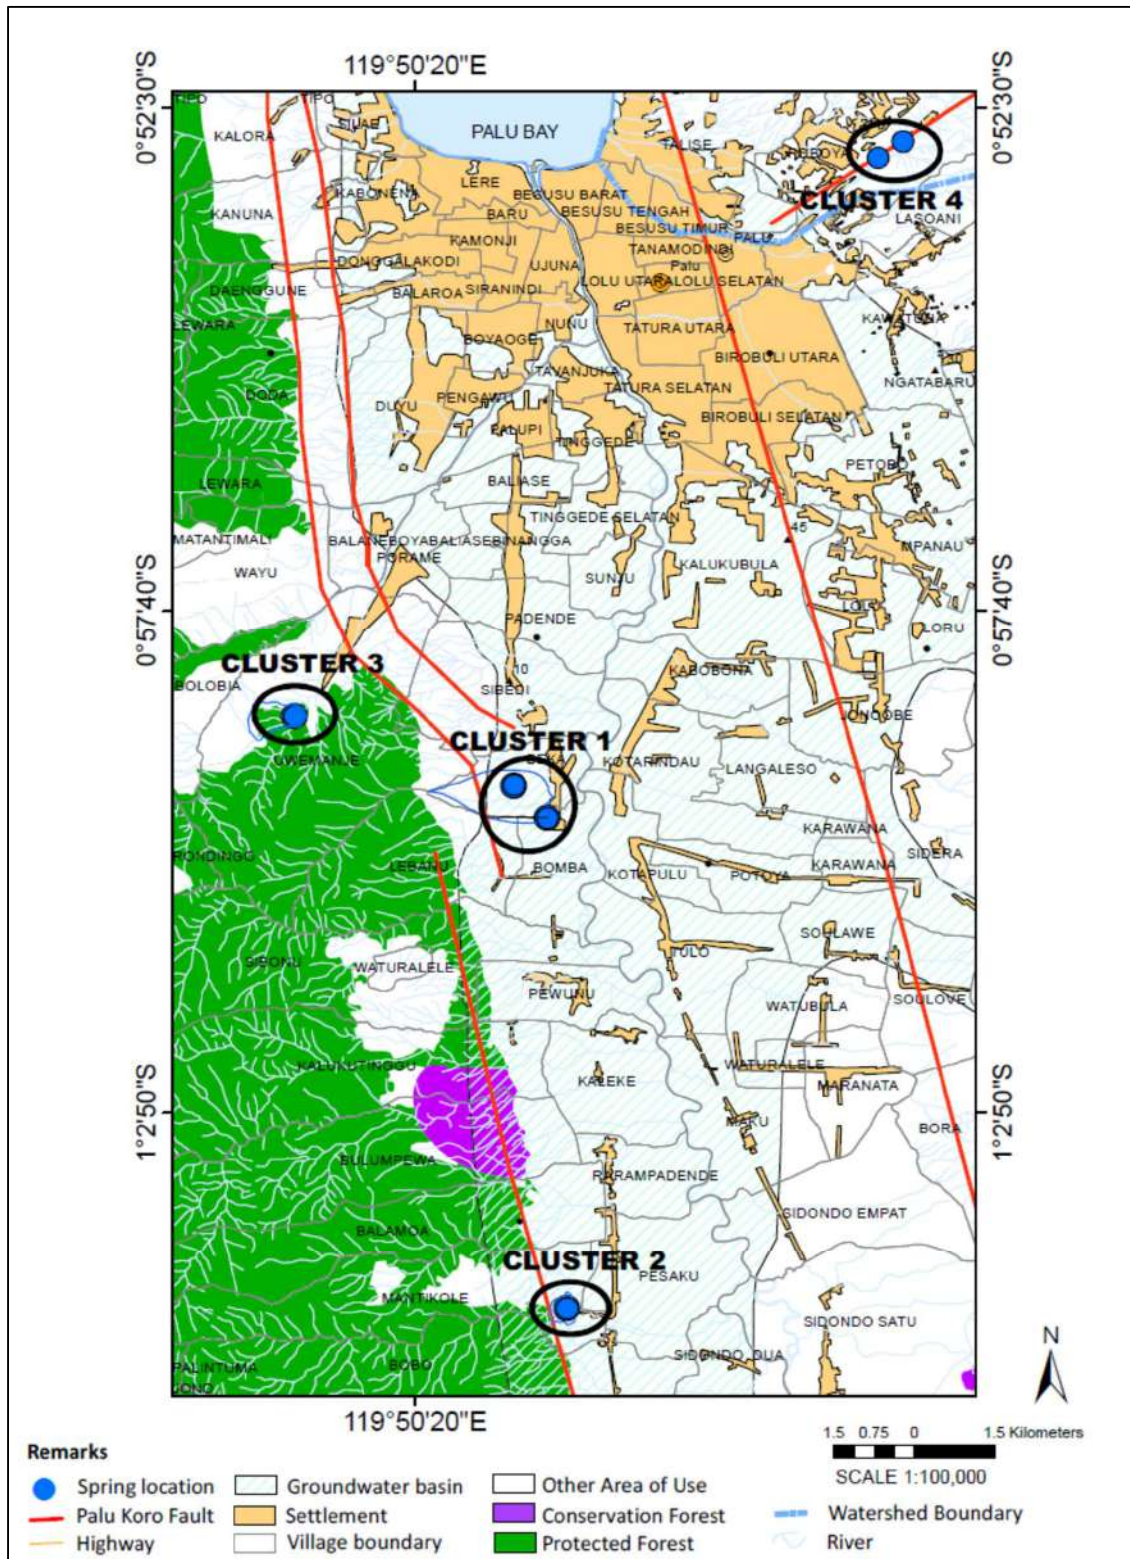 119°50'20"E
0°52'30"S
0°52'30"S
TIPO
TIPO
KALORA
PALU BAY
TALISE
CLUSTER 4
LERE
KABONENA
BESUSU BARAT
KANUNA
BARU
BESUSU TENGAH
LASOANI
BESUSU TIMUR
PALU
KAMONJI
TANAMODINDI
DONGGALAKODI
UJUNA
Palu
LOLU UTARA
LOLU SELATAN
DAENGGUNE
BALAROA
SIRANINDI
KAWATUNA
LEWARA
NUNU
TATURA UTARA
BOYAOGE
BIROBULI UTARA
TAVANJUKA
NGATABARU
DODA
TATURA SELATAN
PENGAWU
DUYU
BIROBULI SELATAN
PALUPI
TINGGEDE
PETOBO
LEWARA
BALIASE
TINGGEDE SELATAN
45
MATANTIMALI
BALANE
BOYABALIASE
BINANGGA
MPANAU
PORAME
KALUKUBULA
WAYU
SUNJU
0°57'40"S
0°57'40"S
PADENDE
LORU
CLUSTER 3
KABOBONA
10
BOLOBIA
SIBEDI
JONOOBE
CLUSTER 1
UWEMANJE
KOTARINDAU
LANGALESO
KARAWANA
RONDINGO
SIDERA
LEBANU
BOMBA
KARAWANA
KOTAPULU
POTOYA
SOULAWE
SIBONU
TULO
WATURALELE
PEWUNU
SOULOVE
WATUBULA
KALUKUTINGGU
WATURALELE
KALEKE
MARANATA
1°2'50"S
1°2'50"S
MAKU
BORA
BULUMPEWA
RARAMPADENDE
SIDONDO EMPAT
BALAMOA
CLUSTER 2
PESAKU
MANTIKOLE
SIDONDO SATU
SIDONDO DUA
PALINTUMA
BOBO
119°50'20"E
N
1.5 0.75 0 1.5 Kilometers
SCALE 1:100,000
Remarks
Spring location
Groundwater basin
Other Area of Use
Palu Koro Fault
Settlement
Conservation Forest
Watershed Boundary
Highway
Village boundary
Protected Forest
River